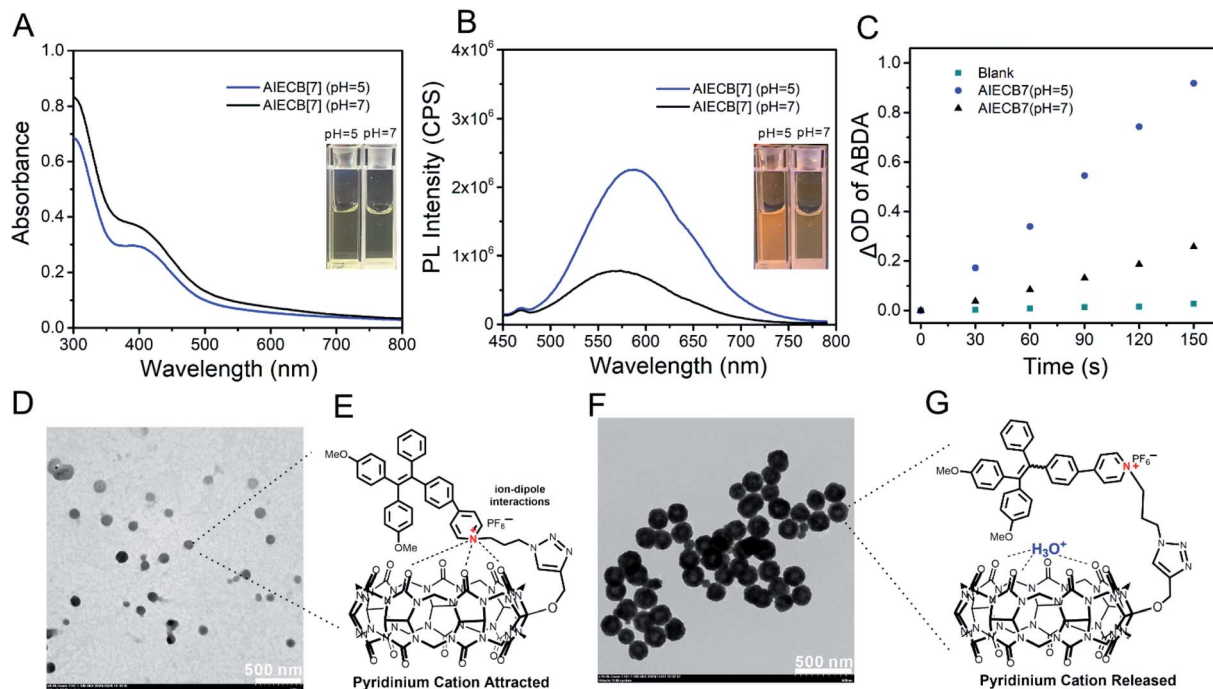 A
1.0
0.8
0.6
0.4
0.2
0.0
300
400
500
600
700
800
Absorbance
Wavelength (nm)
AIECB[7] (pH=5)
AIECB[7] (pH=7)
pH=5 pH=7
B
4x10⁶
3x10⁶
2x10⁶
1x10⁶
0
450 500 550 600 650 700 750 800
PL Intensity (CPS)
Wavelength (nm)
AIECB[7] (pH=5)
AIECB[7] (pH=7)
pH=5 pH=7
C
1.0
0.8
0.6
0.4
0.2
0.0
0 30 60 90 120 150
ΔOD of ABDA
Time (s)
Blank
AIECB7(pH=5)
AIECB7(pH=7)
D
500 nm
E
MeO
OMe
ion-dipole
interactions
N+
PF6−
N N
N
O
O O O O O
N N N N N N N N
O O O O O O
Pyridinium Cation Attracted
F
500 nm
G
MeO
OMe
N+
PF6−
N N
N
H3O+
O
O O O O O
N N N N N N N N
O O O O O O
Pyridinium Cation Released